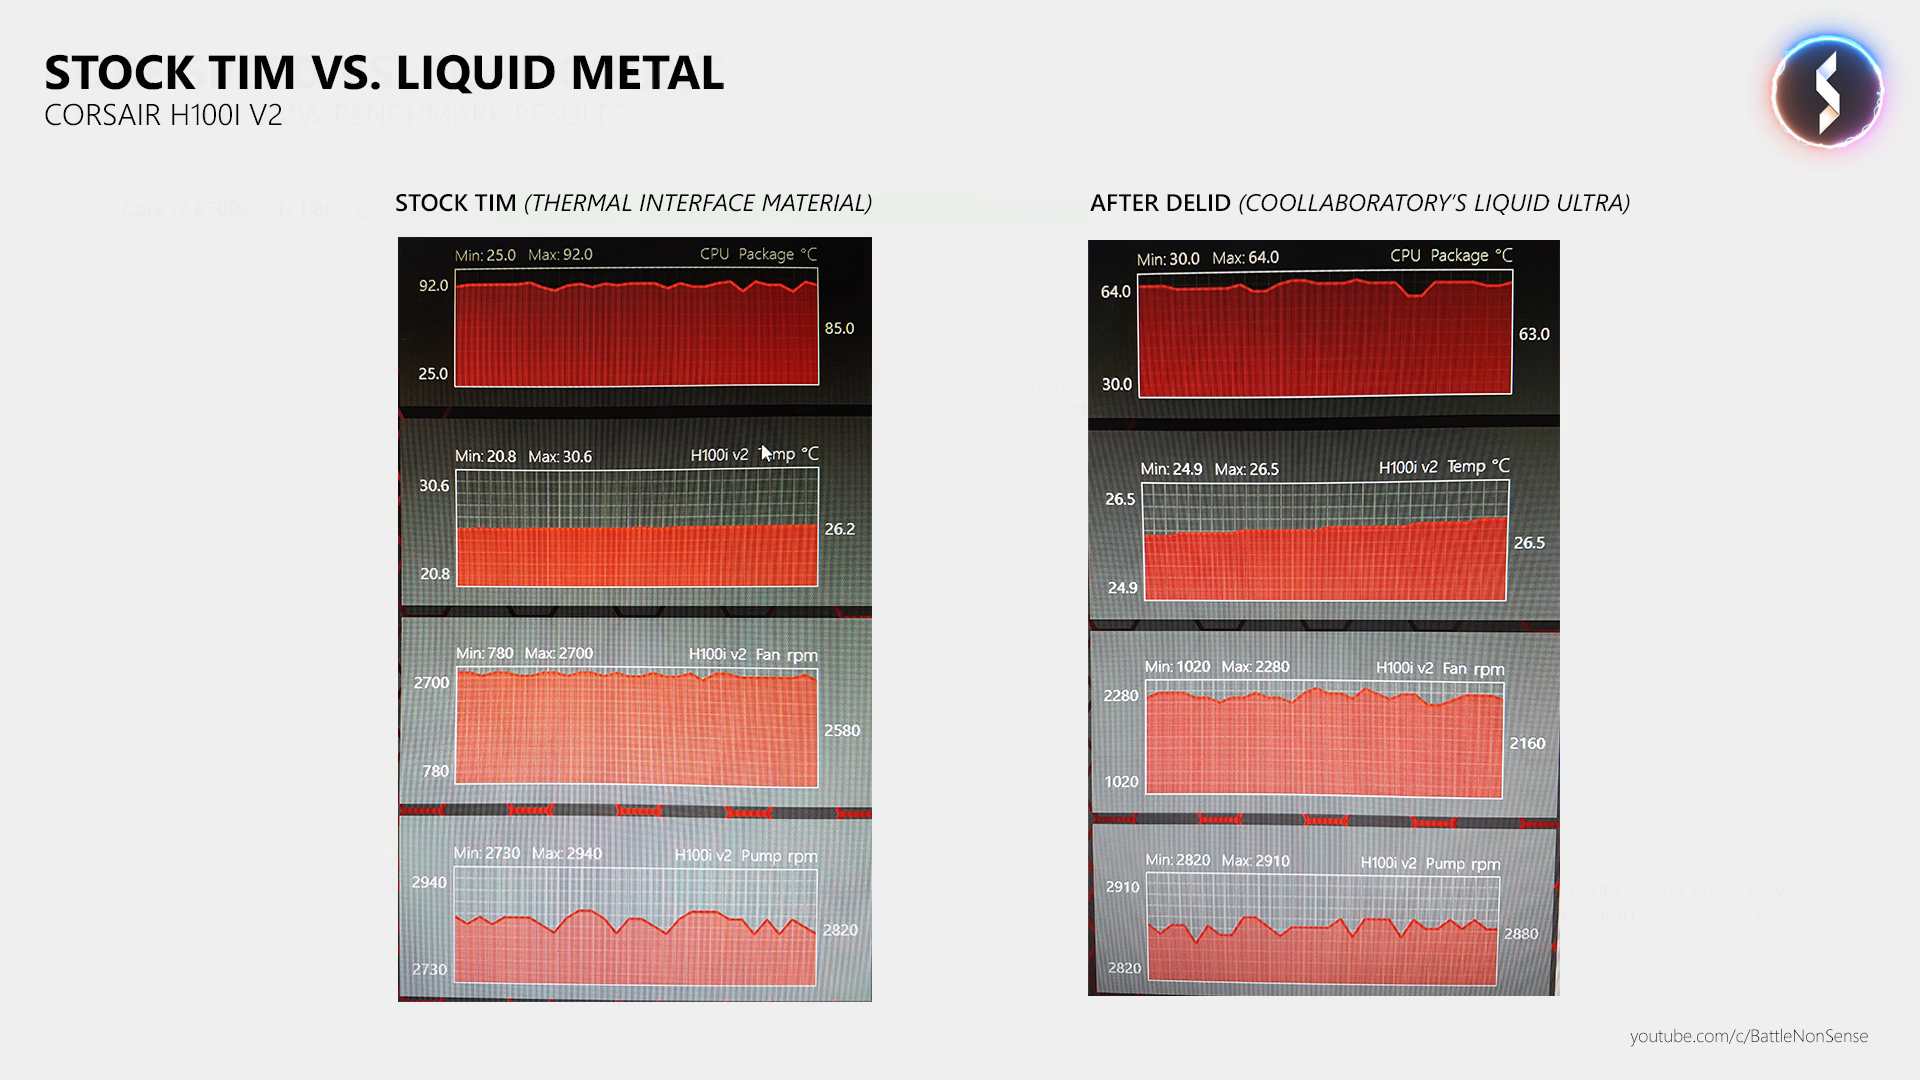 STOCK TIM VS. LIQUID METAL
CORSAIR H100I V2
STOCK TIM (THERMAL INTERFACE MATERIAL)
Min: 25.0 Max: 92.0 CPU Package °C
92.0
85.0
25.0
Min: 20.8 Max: 30.6 H100i v2 Temp °C
30.6
26.2
20.8
Min: 780 Max: 2700 H100i v2 Fan rpm
2700
2580
780
Min: 2730 Max: 2940 H100i v2 Pump rpm
2940
2820
2730
AFTER DELID (COOLLABORATORY'S LIQUID ULTRA)
Min: 30.0 Max: 64.0 CPU Package °C
64.0
63.0
30.0
Min: 24.9 Max: 26.5 H100i v2 Temp °C
26.5
26.5
24.9
Min: 1020 Max: 2280 H100i v2 Fan rpm
2280
2160
1020
Min: 2820 Max: 2910 H100i v2 Pump rpm
2910
2880
2820
youtube.com/c/BattleNonSense